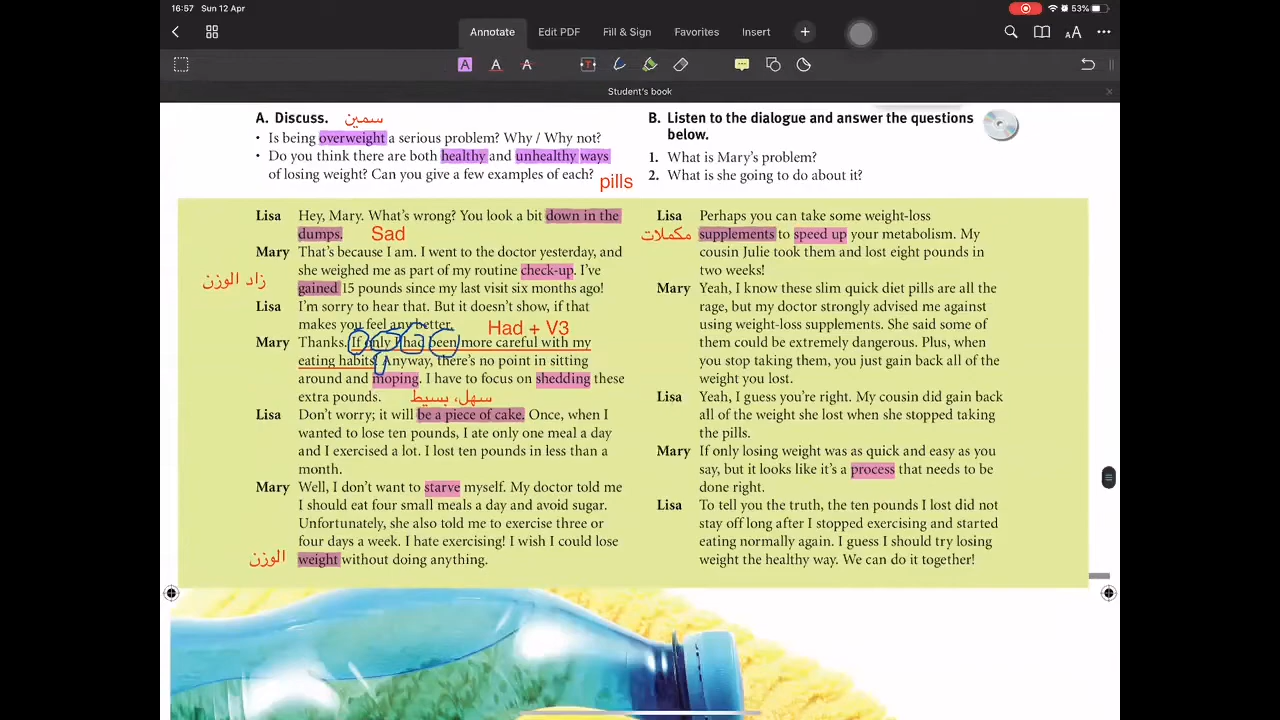 16:57 Sun 12 Apr
53%
Annotate
Edit PDF
Fill & Sign
Favorites
Insert
Student's book
A. Discuss.
سمين
• Is being overweight a serious problem? Why / Why not?
• Do you think there are both healthy and unhealthy ways
of losing weight? Can you give a few examples of each?
pills
B. Listen to the dialogue and answer the questions
below.
1. What is Mary's problem?
2. What is she going to do about it?
Lisa Hey, Mary. What's wrong? You look a bit down in the
dumps.
Sad
Mary That's because I am. I went to the doctor yesterday, and
she weighed me as part of my routine check-up. I've
زاد الوزن
gained 15 pounds since my last visit six months ago!
Lisa I'm sorry to hear that. But it doesn't show, if that
makes you feel any better.
Had + V3
Mary Thanks. If only I had been more careful with my
eating habits! Anyway, there's no point in sitting
around and moping. I have to focus on shedding these
extra pounds.
سهل، بسيط
Lisa Don't worry; it will be a piece of cake. Once, when I
wanted to lose ten pounds, I ate only one meal a day
and I exercised a lot. I lost ten pounds in less than a
month.
Mary Well, I don't want to starve myself. My doctor told me
I should eat four small meals a day and avoid sugar.
Unfortunately, she also told me to exercise three or
four days a week. I hate exercising! I wish I could lose
الوزن
weight without doing anything.
Lisa Perhaps you can take some weight-loss
مكملات
supplements to speed up your metabolism. My
cousin Julie took them and lost eight pounds in
two weeks!
Mary Yeah, I know these slim quick diet pills are all the
rage, but my doctor strongly advised me against
using weight-loss supplements. She said some of
them could be extremely dangerous. Plus, when
you stop taking them, you just gain back all of the
weight you lost.
Lisa Yeah, I guess you're right. My cousin did gain back
all of the weight she lost when she stopped taking
the pills.
Mary If only losing weight was as quick and easy as you
say, but it looks like it's a process that needs to be
done right.
Lisa To tell you the truth, the ten pounds I lost did not
stay off long after I stopped exercising and started
eating normally again. I guess I should try losing
weight the healthy way. We can do it together!